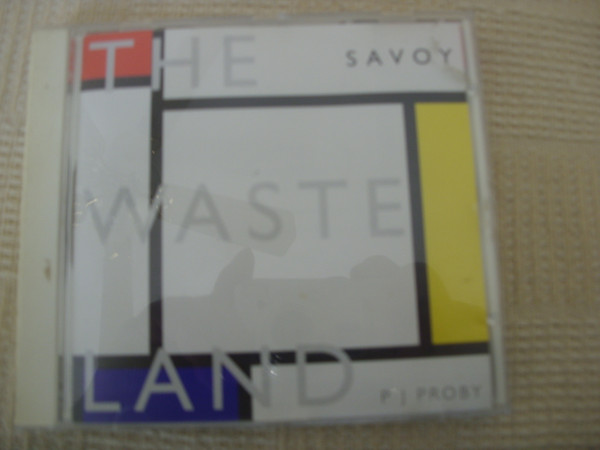 THE
SAVOY
WASTE
LAND
P J PROBY